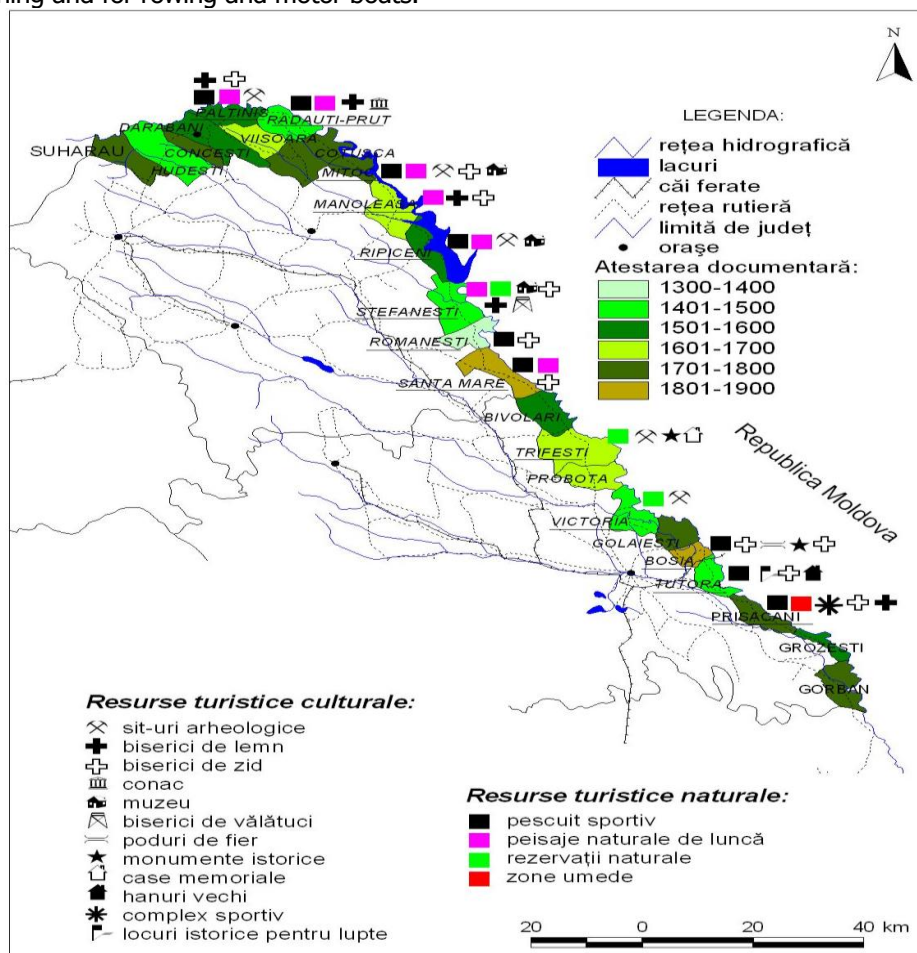 ning and for rowing and motor boats.
N
LEGENDA:
rețea hidrografică
lacuri
căi ferate
rețea rutieră
limită de județ
orașe
Atestarea documentară:
1300-1400
1401-1500
1501-1600
1601-1700
1701-1800
1801-1900
PALTINIS
RADAUTI-PRUT
DARABANI
VIISOARA
SUHARAU
CONCESTI
COTUSCA
HUDESTI
MITOC
MANOLEASA
RIPICENI
STEFANESTI
ROMANESTI
SANTA MARE
BIVOLARI
Republica Moldova
TRIFESTI
PROBOTA
VICTORIA
GOLAIESTI
BOSIA
TUTORA
PRISACANI
GROZESTI
GORBAN
Resurse turistice culturale:
sit-uri arheologice
biserici de lemn
biserici de zid
conac
muzeu
biserici de vălătuci
poduri de fier
monumente istorice
case memoriale
hanuri vechi
complex sportiv
locuri istorice pentru lupte
Resurse turistice naturale:
pescuit sportiv
peisaje naturale de luncă
rezervații naturale
zone umede
20 0 20 40 km